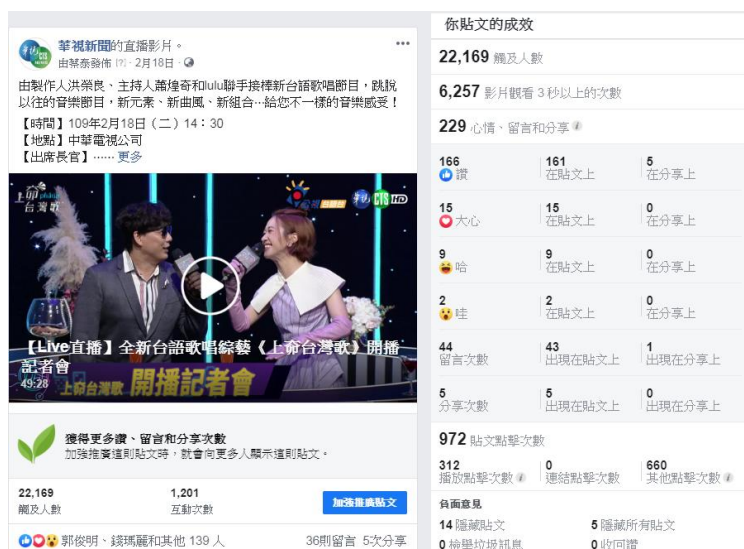 華視新聞的直播影片。
由幕泰發佈 [?]·2月18日·
由製作人洪榮良、主持人蕭煌奇和lulu聯手接棒新台語歌唱節目，跳脫
以往的音樂節目，新元素、新曲風、新組合…給您不一樣的音樂感受！
【時間】109年2月18日（二）14：30
【地點】中華電視公司
【出席長官】…… 更多
上命
台灣歌
台語台
華視 CTS HD
【Live直播】全新台語歌唱綜藝《上命台灣歌》開播
記者會
49:28
上命台灣歌 開播記者會
獲得更多讚、留言和分享次數
加強推廣這則貼文時，就會向更多人顯示這則貼文。
22,169
觸及人數
1,201
互動次數
加強推廣貼文
郭俊明、錢瑪麗和其他 139 人
36則留言 5次分享
你貼文的成效
22,169 觸及人數
6,257 影片觀看 3 秒以上的次數
229 心情、留言和分享
166 161 5
讚 在貼文上 在分享上
15 15 0
大心 在貼文上 在分享上
9 9 0
哈 在貼文上 在分享上
2 2 0
哇 在貼文上 在分享上
44 43 1
留言次數 出現在貼文上 出現在分享上
5 5 0
分享次數 出現在貼文上 出現在分享上
972 貼文點擊次數
312 0 660
播放點擊次數 連結點擊次數 其他點擊次數
負面意見
14 隱藏貼文 5 隱藏所有貼文
0 檢舉垃圾訊息 0 收回讚